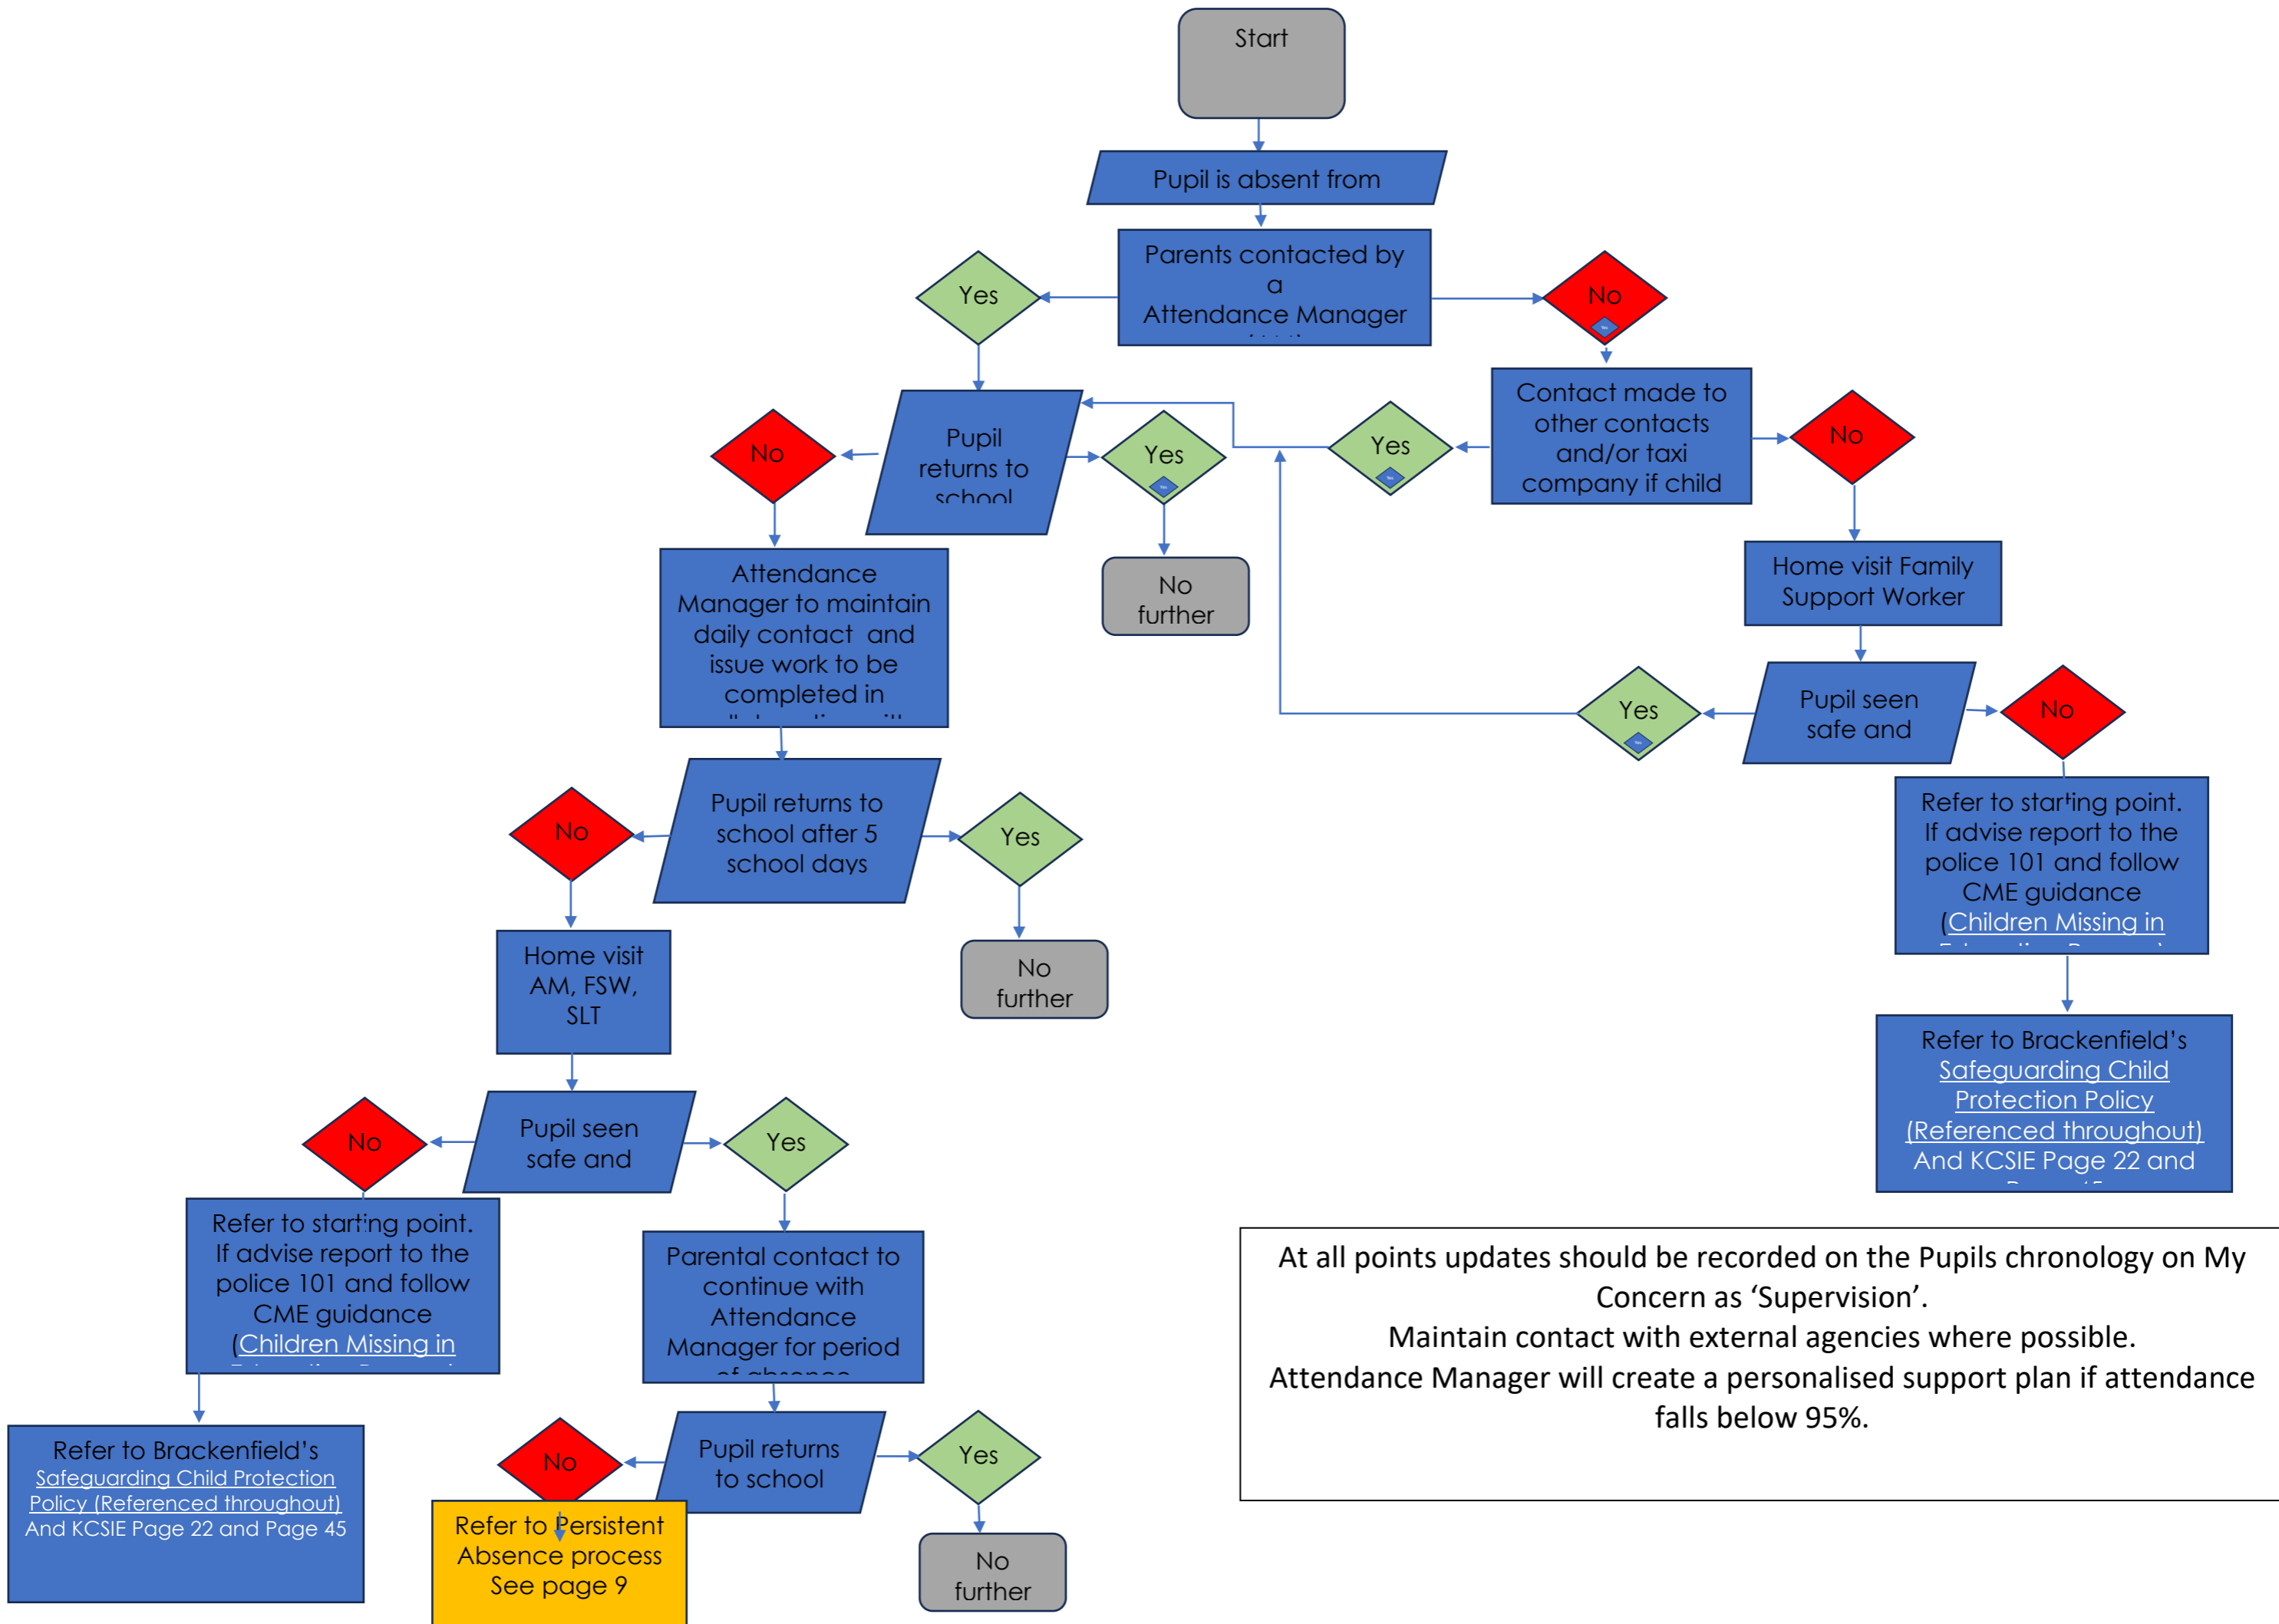 Start
Pupil is absent from
Parents contacted by
a
Attendance Manager
Yes
No
Contact made to
other contacts
and/or taxi
company if child
Yes
No
Pupil
returns to
school
No
Yes
No
further
Home visit Family
Support Worker
Attendance
Manager to maintain
daily contact and
issue work to be
completed in
Pupil seen
safe and
Yes
No
Pupil returns to
school after 5
school days
No
Yes
Refer to starting point.
If advise report to the
police 101 and follow
CME guidance
(Children Missing in
No
further
Home visit
AM, FSW,
SLT
Refer to Brackenfield’s
Safeguarding Child
Protection Policy
(Referenced throughout)
And KCSIE Page 22 and
Pupil seen
safe and
No
Yes
Refer to starting point.
If advise report to the
police 101 and follow
CME guidance
(Children Missing in
Parental contact to
continue with
Attendance
Manager for period
of absence
At all points updates should be recorded on the Pupils chronology on My
Concern as ‘Supervision’.
Maintain contact with external agencies where possible.
Attendance Manager will create a personalised support plan if attendance
falls below 95%.
Refer to Brackenfield’s
Safeguarding Child Protection
Policy (Referenced throughout)
And KCSIE Page 22 and Page 45
Pupil returns
to school
No
Yes
Refer to Persistent
Absence process
See page 9
No
further